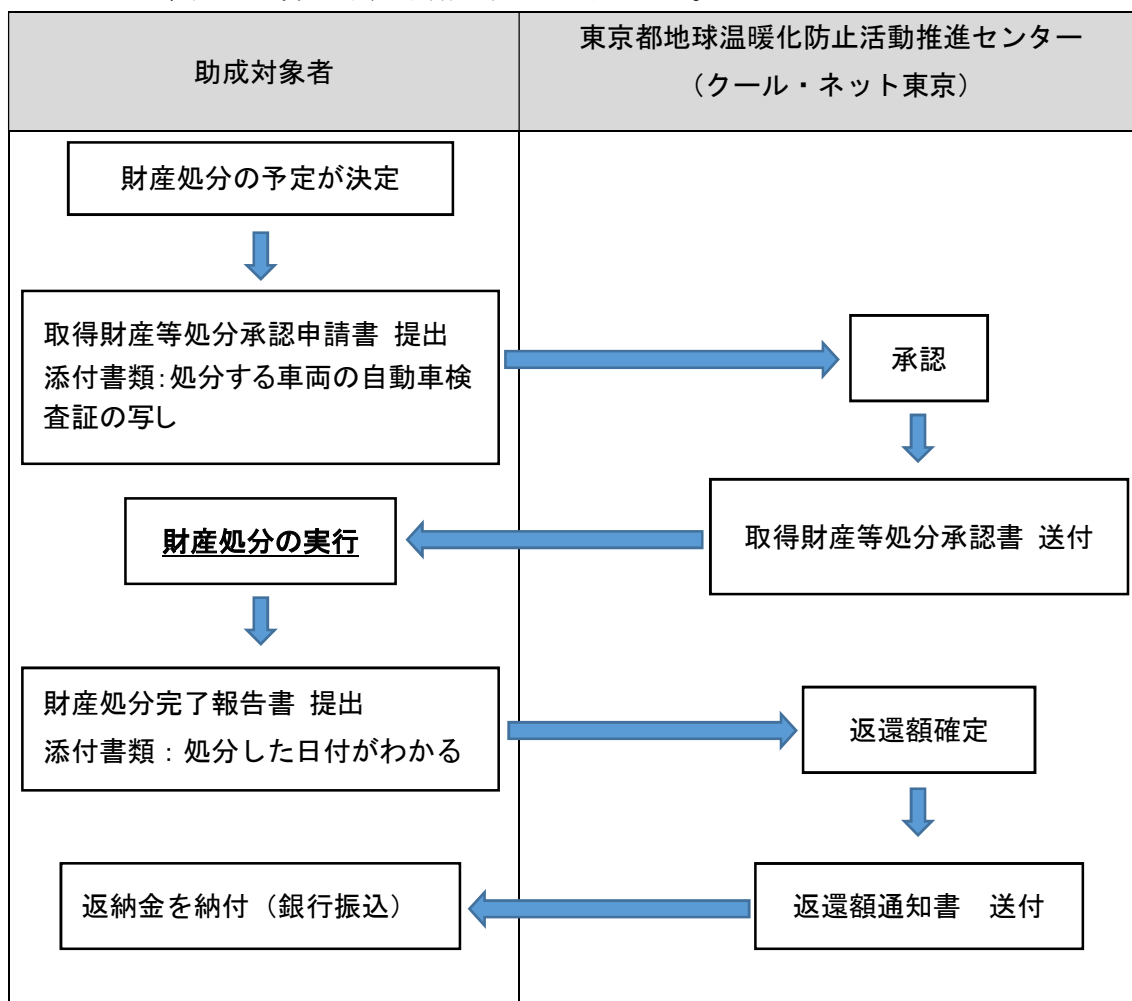 助成対象者
東京都地球温暖化防止活動推進センター
（クール・ネット東京）
財産処分の予定が決定
取得財産等処分承認申請書 提出
添付書類：処分する車両の自動車検
査証の写し
承認
取得財産等処分承認書 送付
財産処分の実行
財産処分完了報告書 提出
添付書類：処分した日付がわかる
返還額確定
返還額通知書　送付
返納金を納付（銀行振込）